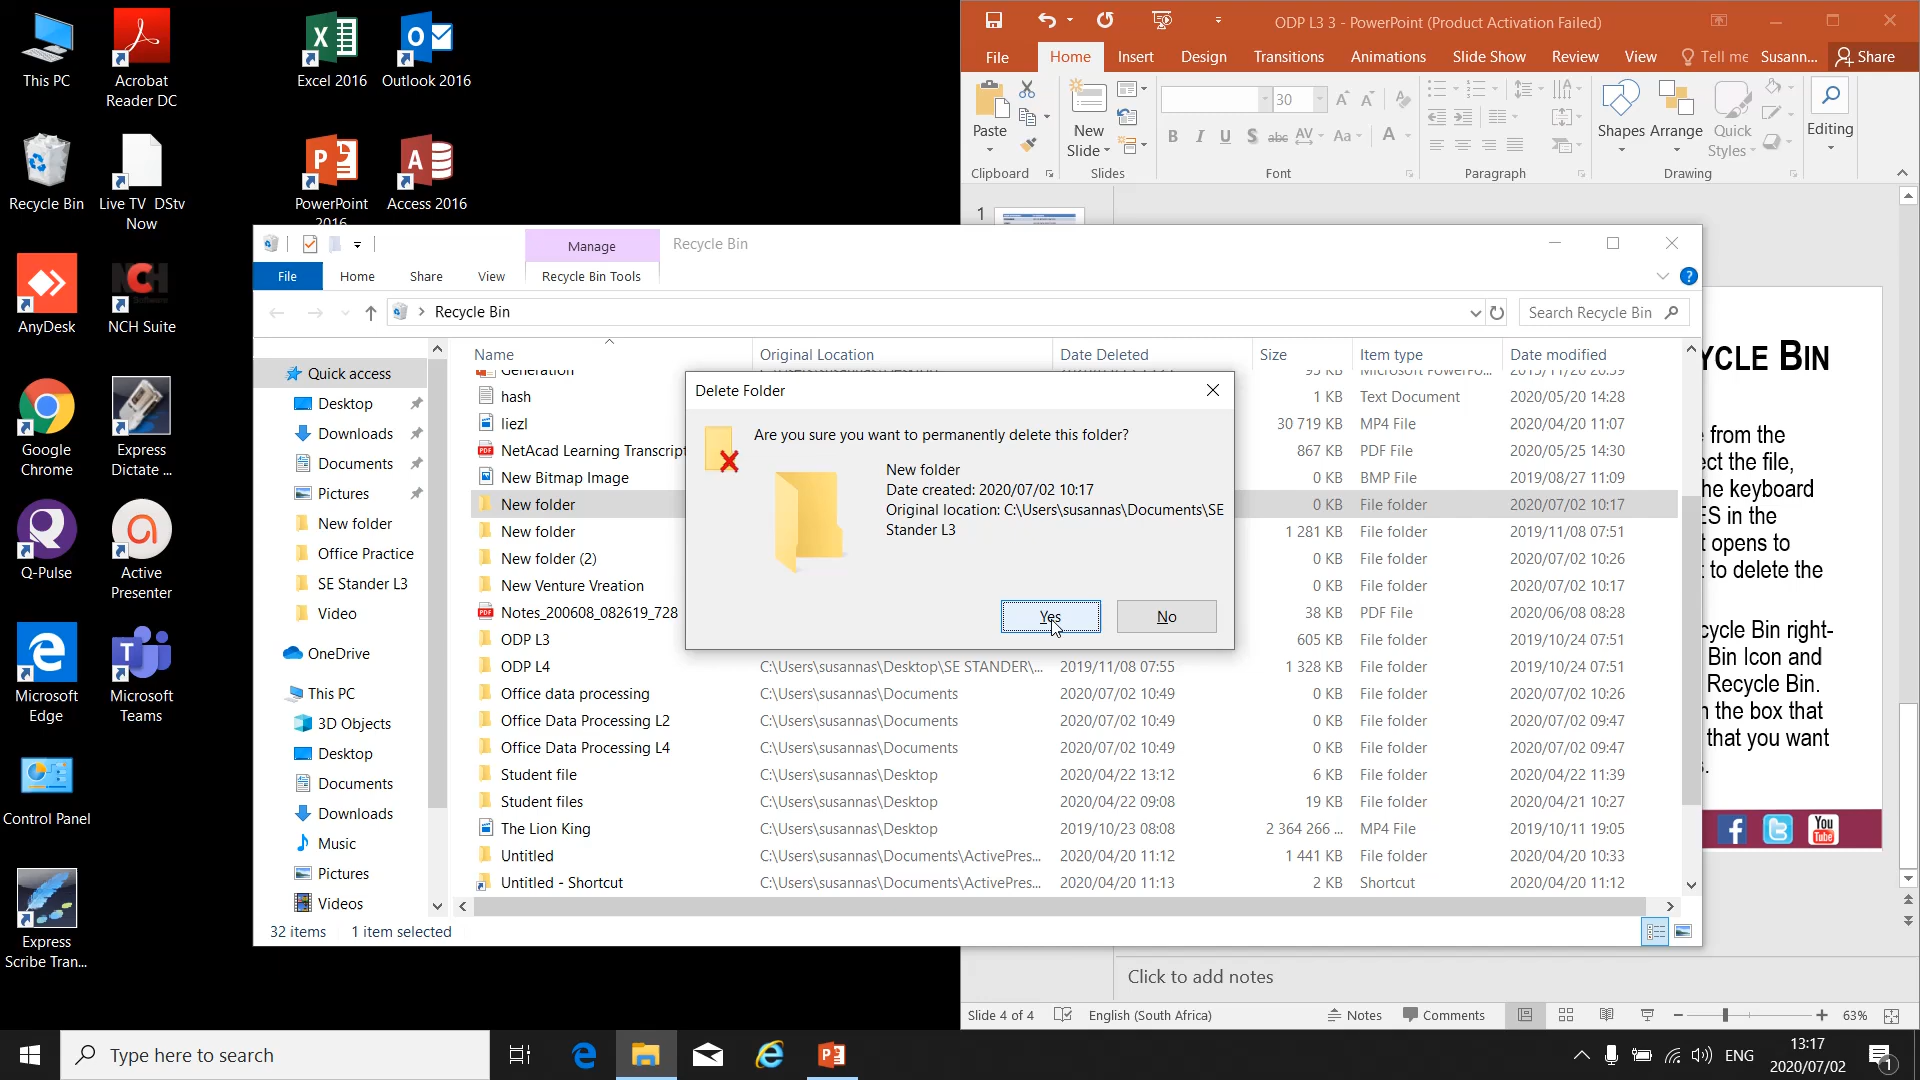 This PC
Acrobat
Reader DC
Excel 2016
Outlook 2016
Recycle Bin
Live TV DStv
Now
PowerPoint
2016
Access 2016
AnyDesk
NCH Suite
Google
Chrome
Express
Dictate ...
Q-Pulse
Active
Presenter
Microsoft
Edge
Microsoft
Teams
Control Panel
Express
Scribe Tran...
ODP L3 3 - PowerPoint (Product Activation Failed)
File
Home
Insert
Design
Transitions
Animations
Slide Show
Review
View
Tell me
Susann...
Share
Paste
New
Slide
30
Shapes
Arrange
Quick
Styles
Editing
Clipboard
Slides
Font
Paragraph
Drawing
1
YCLE BIN
from the
ect the file,
he keyboard
ES in the
t opens to
t to delete the
cycle Bin right-
Bin Icon and
Recycle Bin.
n the box that
that you want
s.
You
Tube
Click to add notes
Slide 4 of 4
English (South Africa)
Notes
Comments
63%
Manage
Recycle Bin
File
Home
Share
View
Recycle Bin Tools
Recycle Bin
Search Recycle Bin
Quick access
Desktop
Downloads
Documents
Pictures
New folder
Office Practice
SE Stander L3
Video
OneDrive
This PC
3D Objects
Desktop
Documents
Downloads
Music
Pictures
Videos
Name Original Location Date Deleted Size Item type Date modified
Generation 93 KB Microsoft PowerPo... 2015/11/26 20:59
hash 1 KB Text Document 2020/05/20 14:28
liezl 30 719 KB MP4 File 2020/04/20 11:07
NetAcad Learning Transcript 867 KB PDF File 2020/05/25 14:30
New Bitmap Image 0 KB BMP File 2019/08/27 11:09
New folder 0 KB File folder 2020/07/02 10:17
New folder 1 281 KB File folder 2019/11/08 07:51
New folder (2) 0 KB File folder 2020/07/02 10:26
New Venture Vreation 0 KB File folder 2020/07/02 10:17
Notes_200608_082619_728 38 KB PDF File 2020/06/08 08:28
ODP L3 605 KB File folder 2019/10/24 07:51
ODP L4 C:\Users\susannas\Desktop\SE STANDER\... 2019/11/08 07:55 1 328 KB File folder 2019/10/24 07:51
Office data processing C:\Users\susannas\Documents 2020/07/02 10:49 0 KB File folder 2020/07/02 10:26
Office Data Processing L2 C:\Users\susannas\Documents 2020/07/02 10:49 0 KB File folder 2020/07/02 09:47
Office Data Processing L4 C:\Users\susannas\Documents 2020/07/02 10:49 0 KB File folder 2020/07/02 09:47
Student file C:\Users\susannas\Desktop 2020/04/22 13:12 6 KB File folder 2020/04/22 11:39
Student files C:\Users\susannas\Desktop 2020/04/22 09:08 19 KB File folder 2020/04/21 10:27
The Lion King C:\Users\susannas\Desktop 2019/10/23 08:08 2 364 266 ... MP4 File 2019/10/11 19:05
Untitled C:\Users\susannas\Documents\ActivePres... 2020/04/20 11:12 1 441 KB File folder 2020/04/20 10:33
Untitled - Shortcut C:\Users\susannas\Documents\ActivePres... 2020/04/20 11:13 2 KB Shortcut 2020/04/20 11:12
32 items 1 item selected
Delete Folder
Are you sure you want to permanently delete this folder?
New folder
Date created: 2020/07/02 10:17
Original location: C:\Users\susannas\Documents\SE
Stander L3
Yes
No
Type here to search
ENG
13:17
2020/07/02
1